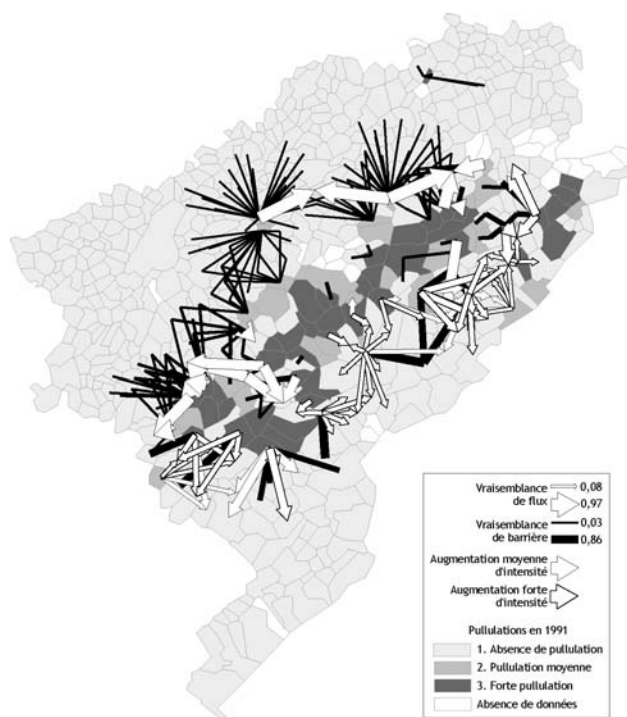 Vraisemblance
de flux
0,08
0,97
Vraisemblance
de barrière
0,03
0,86
Augmentation moyenne
d'intensité
Augmentation forte
d'intensité
Pullulations en 1991
1. Absence de pullulation
2. Pullulation moyenne
3. Forte pullulation
Absence de données